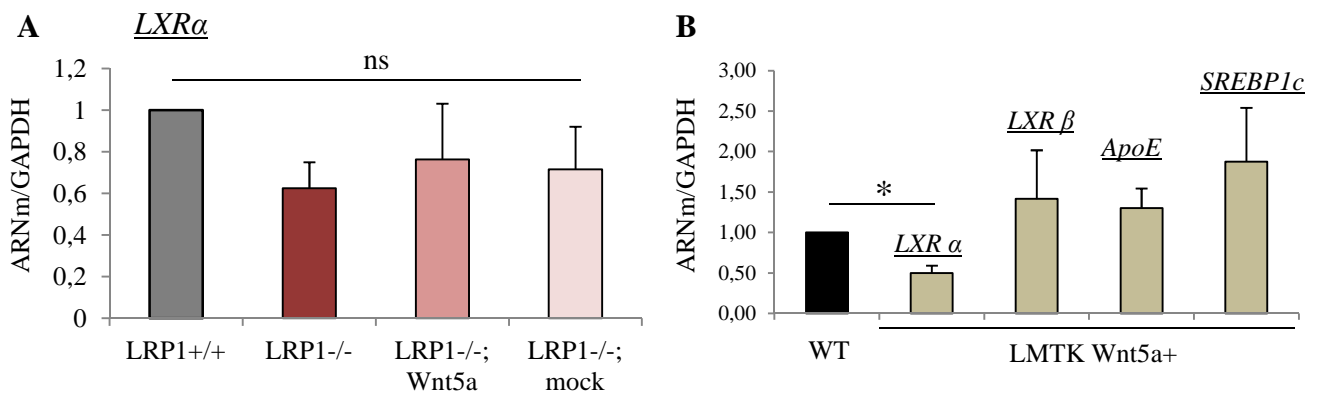 A
LXRα
ns
ARNm/GAPDH
1,2
1
0,8
0,6
0,4
0,2
0
LRP1+/+
LRP1-/-
LRP1-/-;
Wnt5a
LRP1-/-;
mock
B
ARNm/GAPDH
3,00
2,50
2,00
1,50
1,00
0,50
0,00
*
LXR α
LXR β
ApoE
SREBP1c
WT
LMTK Wnt5a+